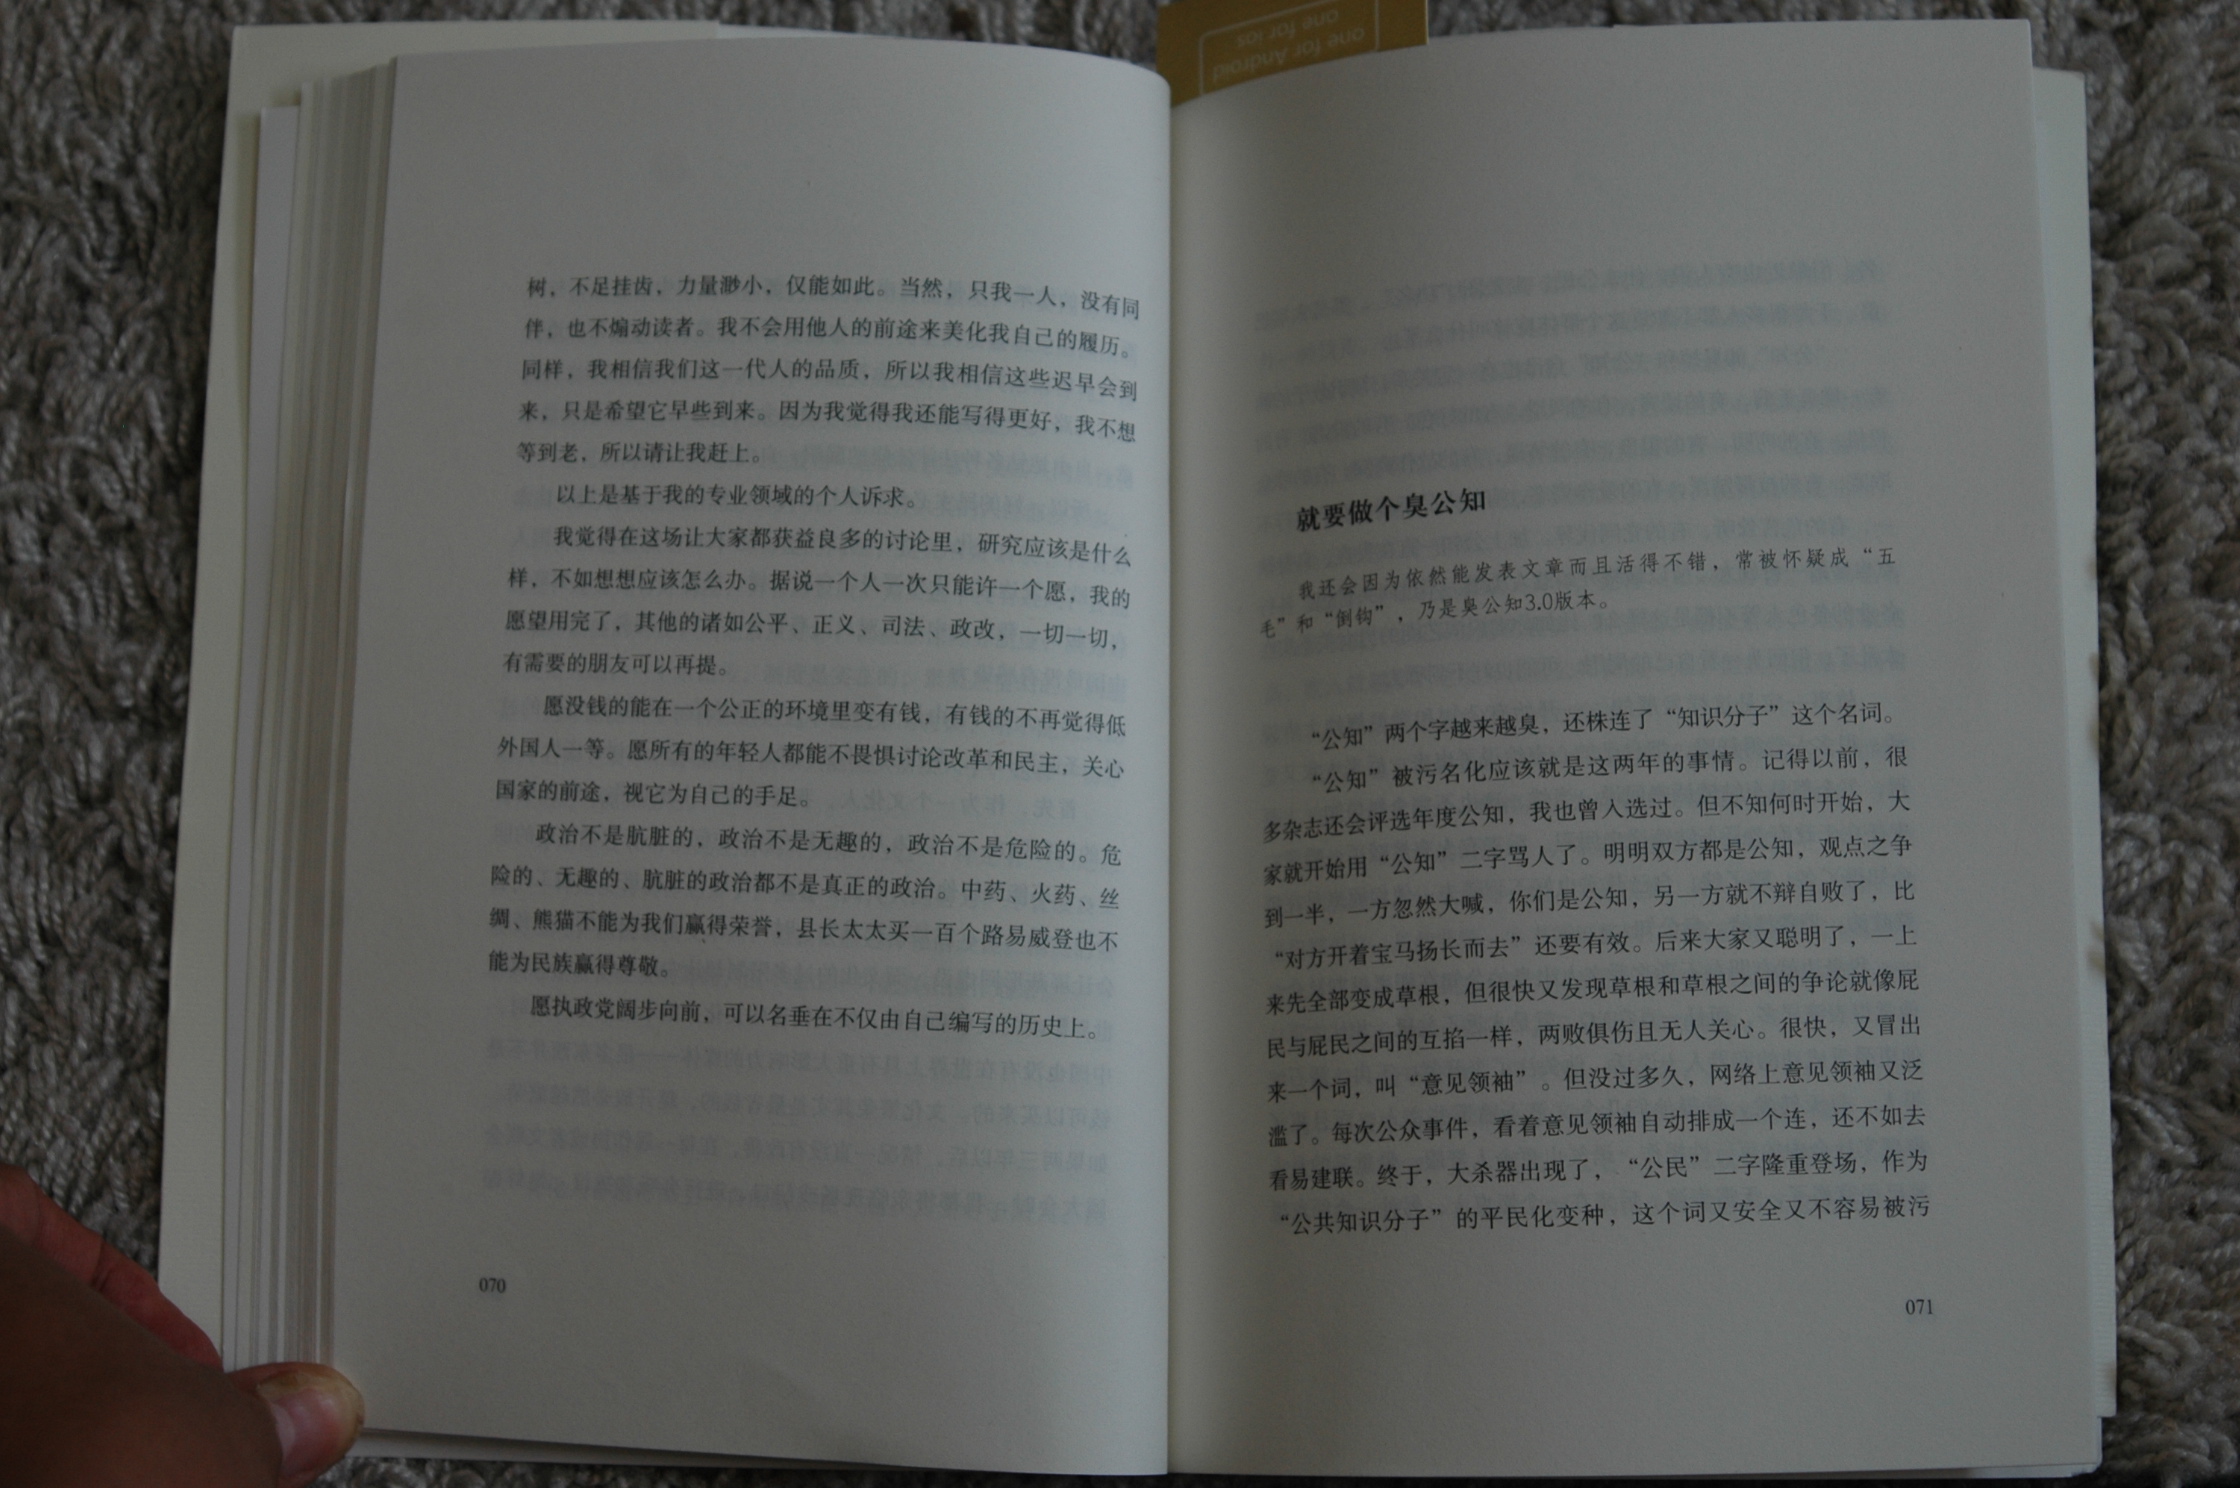 one for Android
one for ios
树，不足挂齿，力量渺小，仅能如此。当然，只我一人，没有同
伴，也不煽动读者。我不会用他人的前途来美化我自己的履历。
同样，我相信我们这一代人的品质，所以我相信这些迟早会到
来，只是希望它早些到来。因为我觉得我还能写得更好，我不想
等到老，所以请让我赶上。
以上是基于我的专业领域的个人诉求。
我觉得在这场让大家都获益良多的讨论里，研究应该是什么
样，不如想想应该怎么办。据说一个人一次只能许一个愿，我的
愿望用完了，其他的诸如公平、正义、司法、政改，一切一切，
有需要的朋友可以再提。
愿没钱的能在一个公正的环境里变有钱，有钱的不再觉得低
外国人一等。愿所有的年轻人都能不畏惧讨论改革和民主，关心
国家的前途，视它为自己的手足。
政治不是肮脏的，政治不是无趣的，政治不是危险的。危
险的、无趣的、肮脏的政治都不是真正的政治。中药、火药、丝
绸、熊猫不能为我们赢得荣誉，县长太太买一百个路易威登也不
能为民族赢得尊敬。
愿执政党阔步向前，可以名垂在不仅由自己编写的历史上。
070
就要做个臭公知
我还会因为依然能发表文章而且活得不错，常被怀疑成“五
毛”和“倒钩”，乃是臭公知3.0版本。
“公知”两个字越来越臭，还株连了“知识分子”这个名词。
“公知”被污名化应该就是这两年的事情。记得以前，很
多杂志还会评选年度公知，我也曾入选过。但不知何时开始，大
家就开始用“公知”二字骂人了。明明双方都是公知，观点之争
到一半，一方忽然大喊，你们是公知，另一方就不辩自败了，比
“对方开着宝马扬长而去”还要有效。后来大家又聪明了，一上
来先全部变成草根，但很快又发现草根和草根之间的争论就像屁
民与屁民之间的互掐一样，两败俱伤且无人关心。很快，又冒出
来一个词，叫“意见领袖”。但没过多久，网络上意见领袖又泛
滥了。每次公众事件，看着意见领袖自动排成一个连，还不如去
看易建联。终于，大杀器出现了，“公民”二字隆重登场，作为
“公共知识分子”的平民化变种，这个词又安全又不容易被污
071